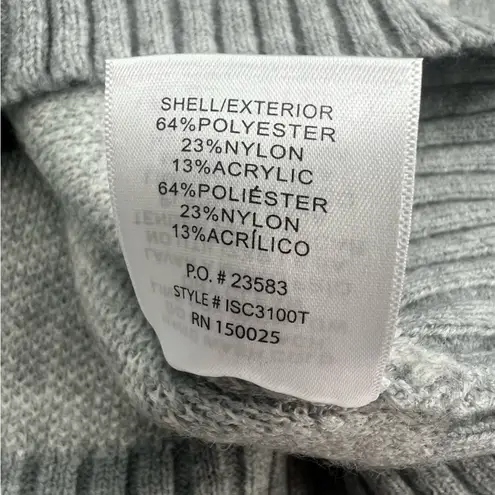 SHELL/EXTERIOR
64%POLYESTER
23%NYLON
13%ACRYLIC
64%POLIÉSTER
23%NYLON
13%ACRÍLICO
P.O. # 23583
STYLE # ISC3100T
RN 150025